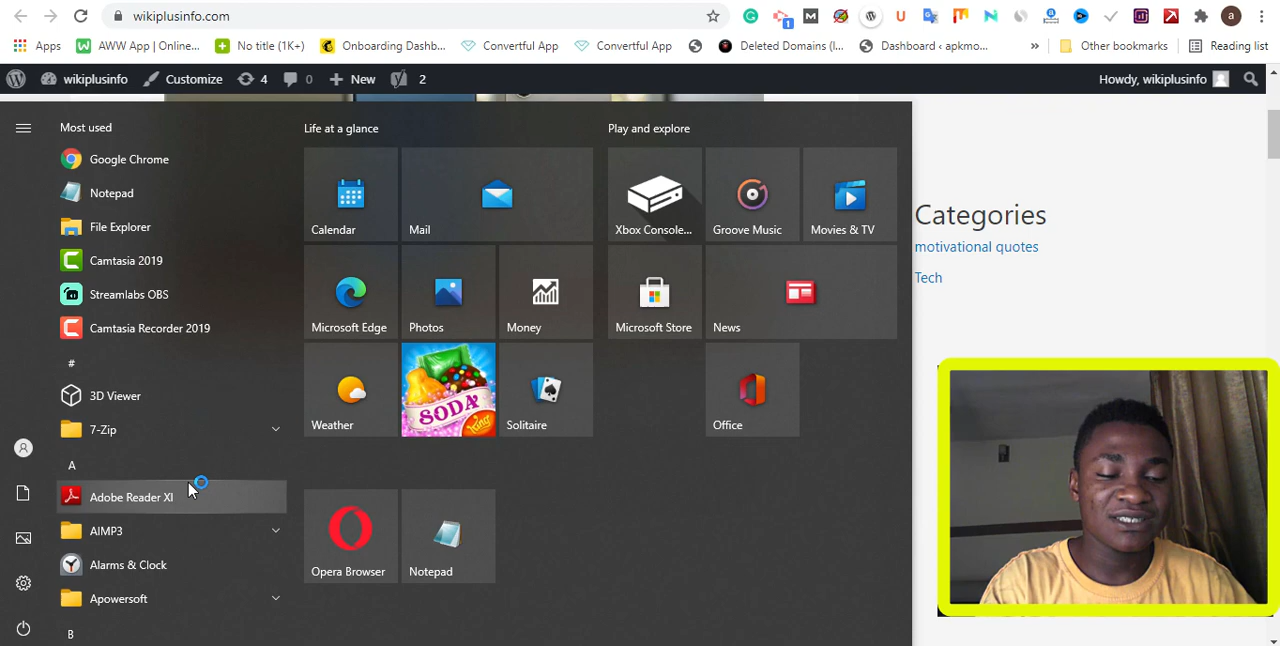 wikiplusinfo.com
1
Apps
AWW App | Online...
No title (1K+)
Onboarding Dashb...
Convertful App
Convertful App
Deleted Domains (l...
Dashboard ‹ apkmo...
»
Other bookmarks
Reading list
wikiplusinfo
Customize
4
0
New
2
Howdy, wikiplusinfo
Most used
Google Chrome
Notepad
File Explorer
Camtasia 2019
Streamlabs OBS
Camtasia Recorder 2019
#
3D Viewer
7-Zip
A
Adobe Reader XI
AIMP3
Alarms & Clock
Apowersoft
B
Life at a glance
Calendar
Mail
Microsoft Edge
Photos
Money
Weather
SODA
King
Solitaire
Opera Browser
Notepad
Play and explore
Xbox Console...
Groove Music
Movies & TV
Microsoft Store
News
Office
Categories
motivational quotes
Tech